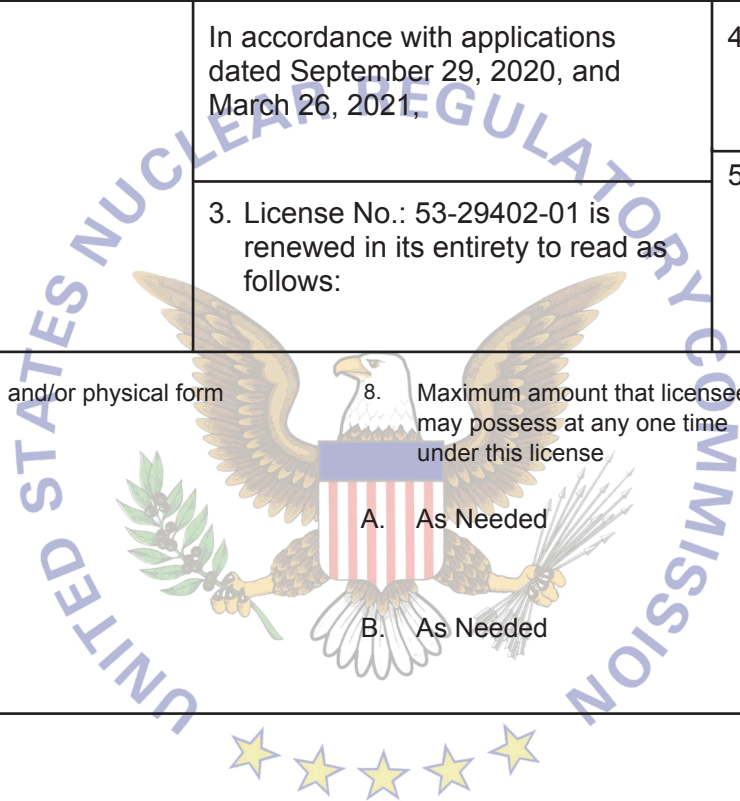 In accordance with applications
dated September 29, 2020, and
March 26, 2021,
4
5
3. License No.: 53-29402-01 is
renewed in its entirety to read as
follows:
and/or physical form
8. Maximum amount that licensee
may possess at any one time
under this license
A. As Needed
B. As Needed
UNITED STATES NUCLEAR REGULATORY COMMISSION